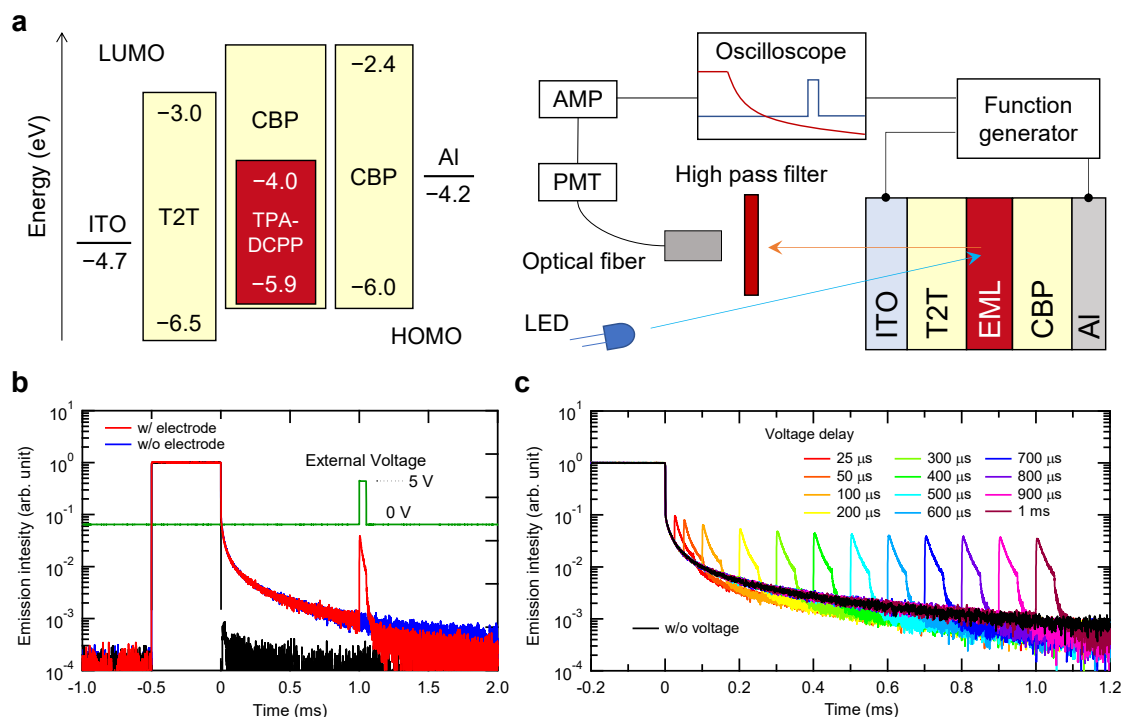 a
Energy (eV)
LUMO
ITO
−4.7
−3.0
T2T
−6.5
CBP
−4.0
TPA-
DCPP
−5.9
−2.4
CBP
−6.0
Al
−4.2
HOMO
Oscilloscope
AMP
Function
generator
PMT
High pass filter
Optical fiber
LED
ITO
T2T
EML
CBP
Al
b
Emission intesity (arb. unit)
10^1
10^0
10^-1
10^-2
10^-3
10^-4
w/ electrode
w/o electrode
External Voltage
5 V
0 V
-1.0 -0.5 0 0.5 1.0 1.5 2.0
Time (ms)
c
Emission intesity (arb. unit)
10^1
10^0
10^-1
10^-2
10^-3
10^-4
Voltage delay
25 μs 300 μs 700 μs
50 μs 400 μs 800 μs
100 μs 500 μs 900 μs
200 μs 600 μs 1 ms
w/o voltage
-0.2 0 0.2 0.4 0.6 0.8 1.0 1.2
Time (ms)